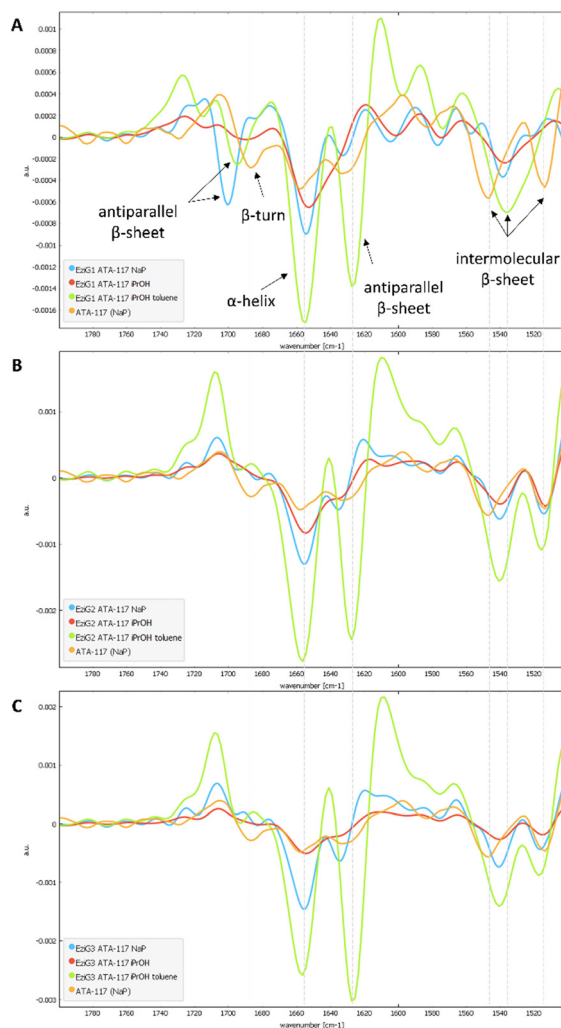 A
0.001
0.0008
0.0006
0.0004
0.0002
0
-0.0002
-0.0004
-0.0006
-0.0008
-0.001
-0.0012
-0.0014
-0.0016
a.u.
antiparallel
β-sheet
β-turn
α-helix
antiparallel
β-sheet
intermolecular
β-sheet
EziG1 ATA-117 NaP
EziG1 ATA-117 iPrOH
EziG1 ATA-117 iPrOH toluene
ATA-117 (NaP)
1780 1760 1740 1720 1700 1680 1660 1640 1620 1600 1580 1560 1540 1520
wavenumber [cm-1]
B
0.001
0
-0.001
-0.002
a.u.
EziG2 ATA-117 NaP
EziG2 ATA-117 iPrOH
EziG2 ATA-117 iPrOH toluene
ATA-117 (NaP)
1780 1760 1740 1720 1700 1680 1660 1640 1620 1600 1580 1560 1540 1520
wavenumber [cm-1]
C
0.002
0.001
0
-0.001
-0.002
-0.003
a.u.
EziG3 ATA-117 NaP
EziG3 ATA-117 iPrOH
EziG3 ATA-117 iPrOH toluene
ATA-117 (NaP)
1780 1760 1740 1720 1700 1680 1660 1640 1620 1600 1580 1560 1540 1520
wavenumber [cm-1]